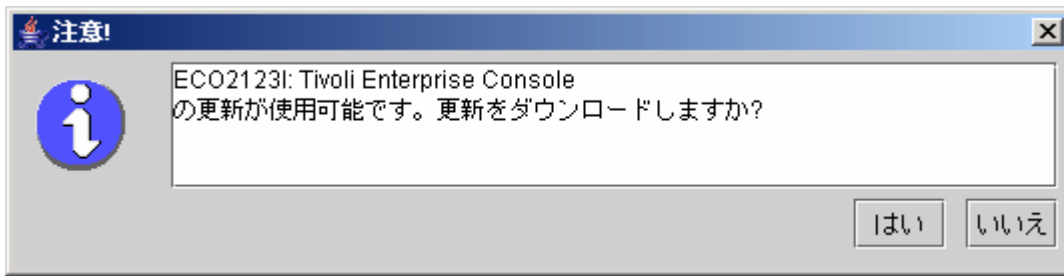 注意!
ECO2123I: Tivoli Enterprise Console
の更新が使用可能です。更新をダウンロードしますか?
はい
いいえ